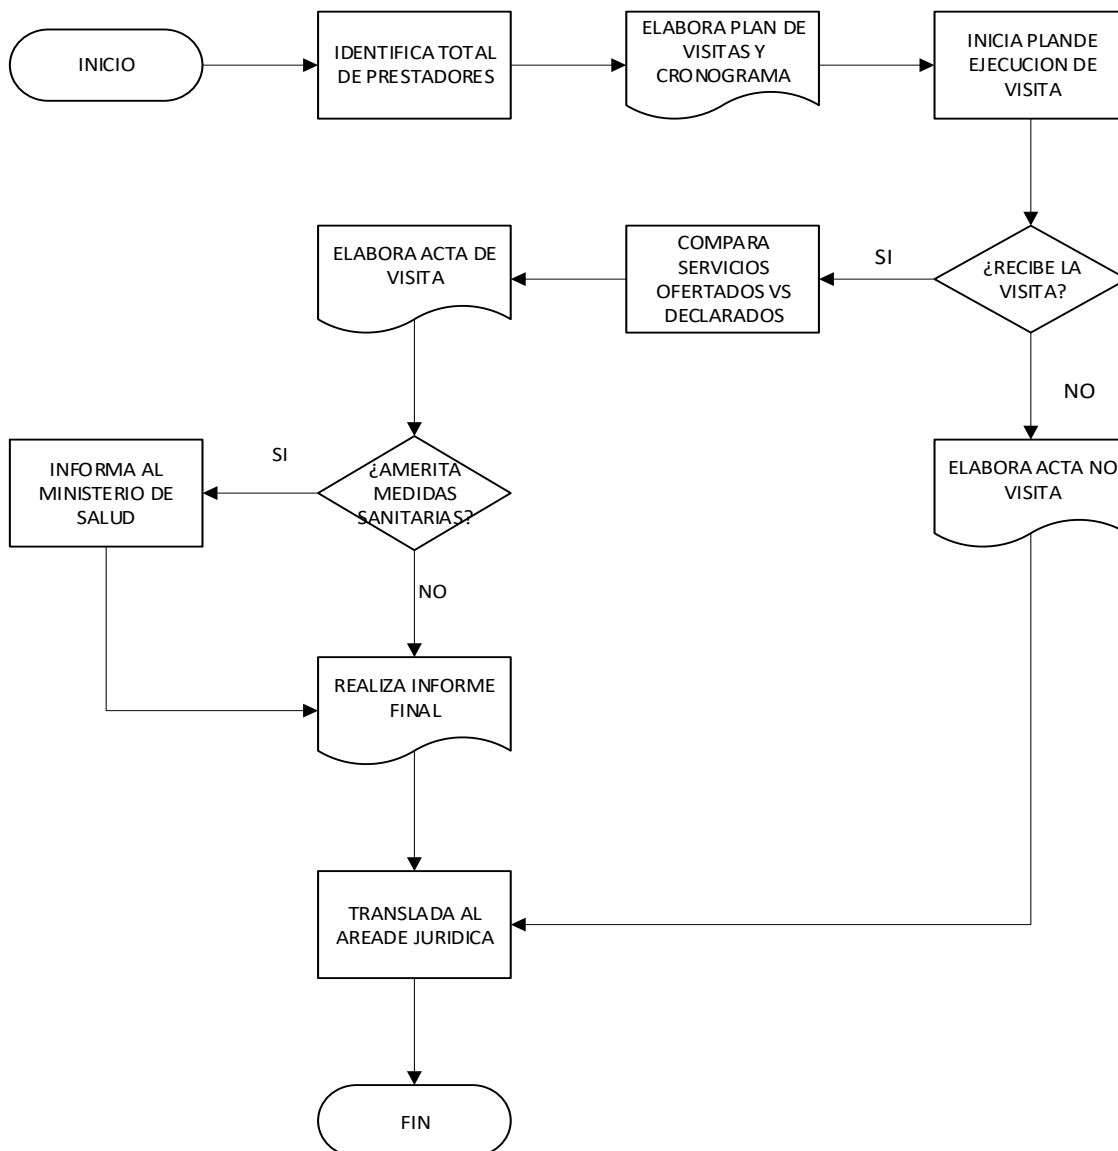 INICIO
IDENTIFICA TOTAL
DE PRESTADORES
ELABORA PLAN DE
VISITAS Y
CRONOGRAMA
INICIA PLANDE
EJECUCION DE
VISITA
¿RECIBE LA
VISITA?
SI
COMPARA
SERVICIOS
OFERTADOS VS
DECLARADOS
ELABORA ACTA DE
VISITA
NO
ELABORA ACTA NO
VISITA
¿AMERITA
MEDIDAS
SANITARIAS?
SI
INFORMA AL
MINISTERIO DE
SALUD
NO
REALIZA INFORME
FINAL
TRANSLADA AL
AREADE JURIDICA
FIN